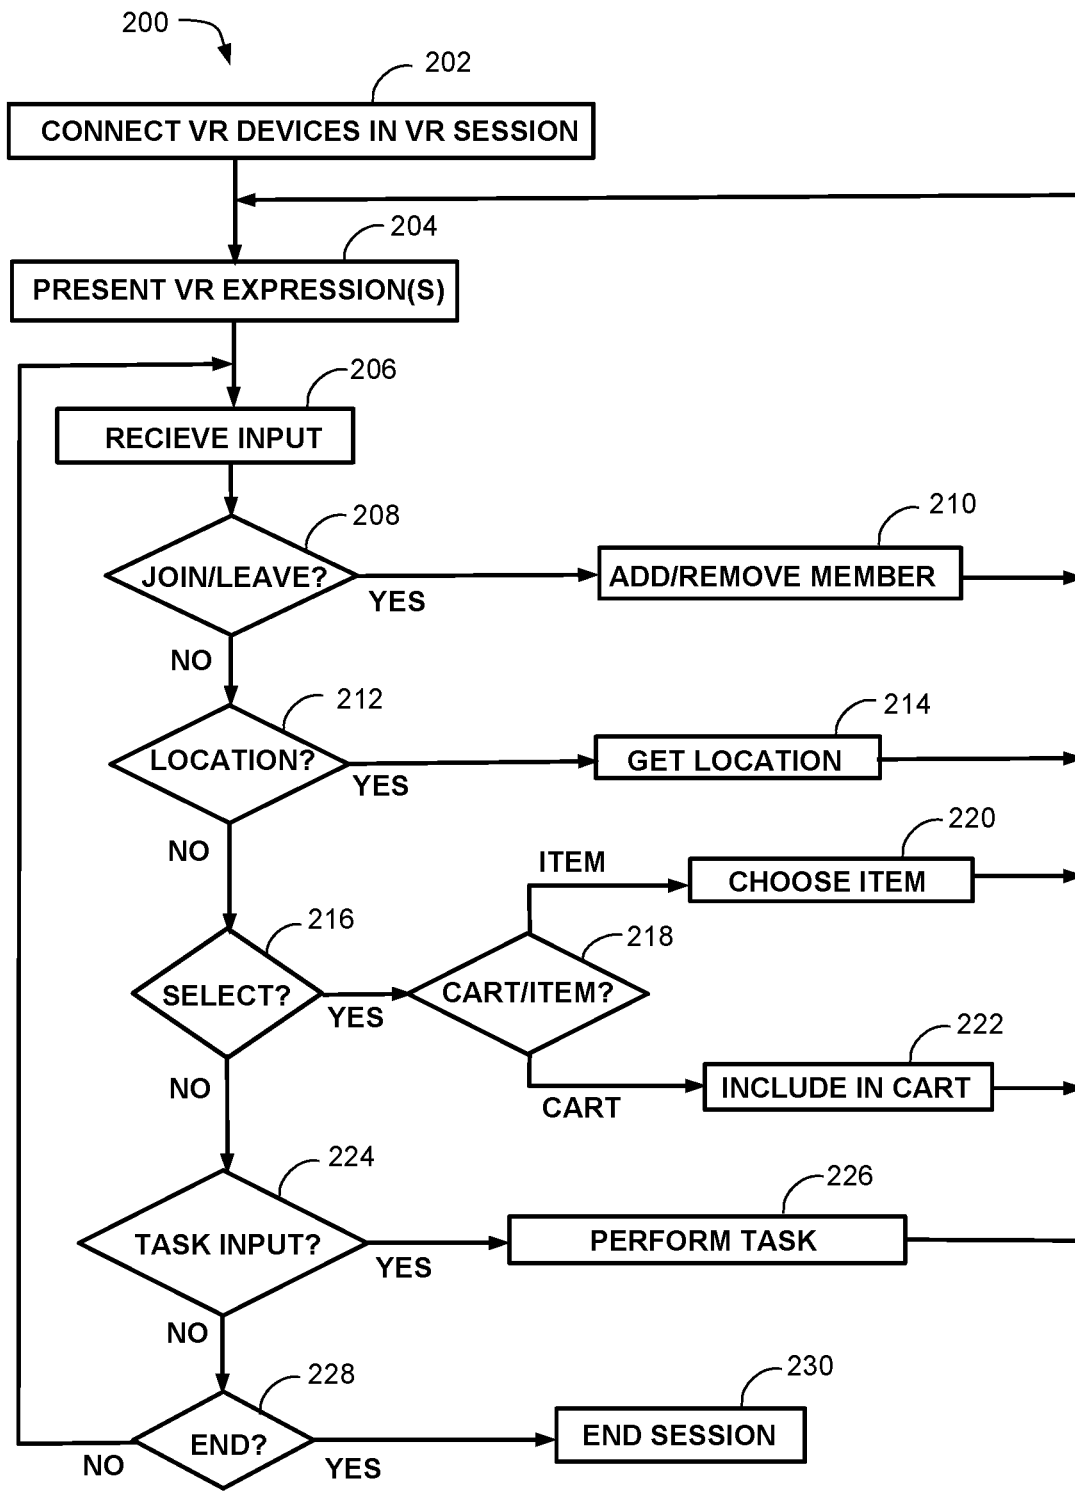 200
202
CONNECT VR DEVICES IN VR SESSION
204
PRESENT VR EXPRESSION(S)
206
RECIEVE INPUT
208
JOIN/LEAVE?
YES
210
ADD/REMOVE MEMBER
NO
212
LOCATION?
YES
214
GET LOCATION
NO
216
SELECT?
YES
218
CART/ITEM?
ITEM
220
CHOOSE ITEM
CART
222
INCLUDE IN CART
NO
224
TASK INPUT?
YES
226
PERFORM TASK
NO
228
END?
NO
YES
230
END SESSION